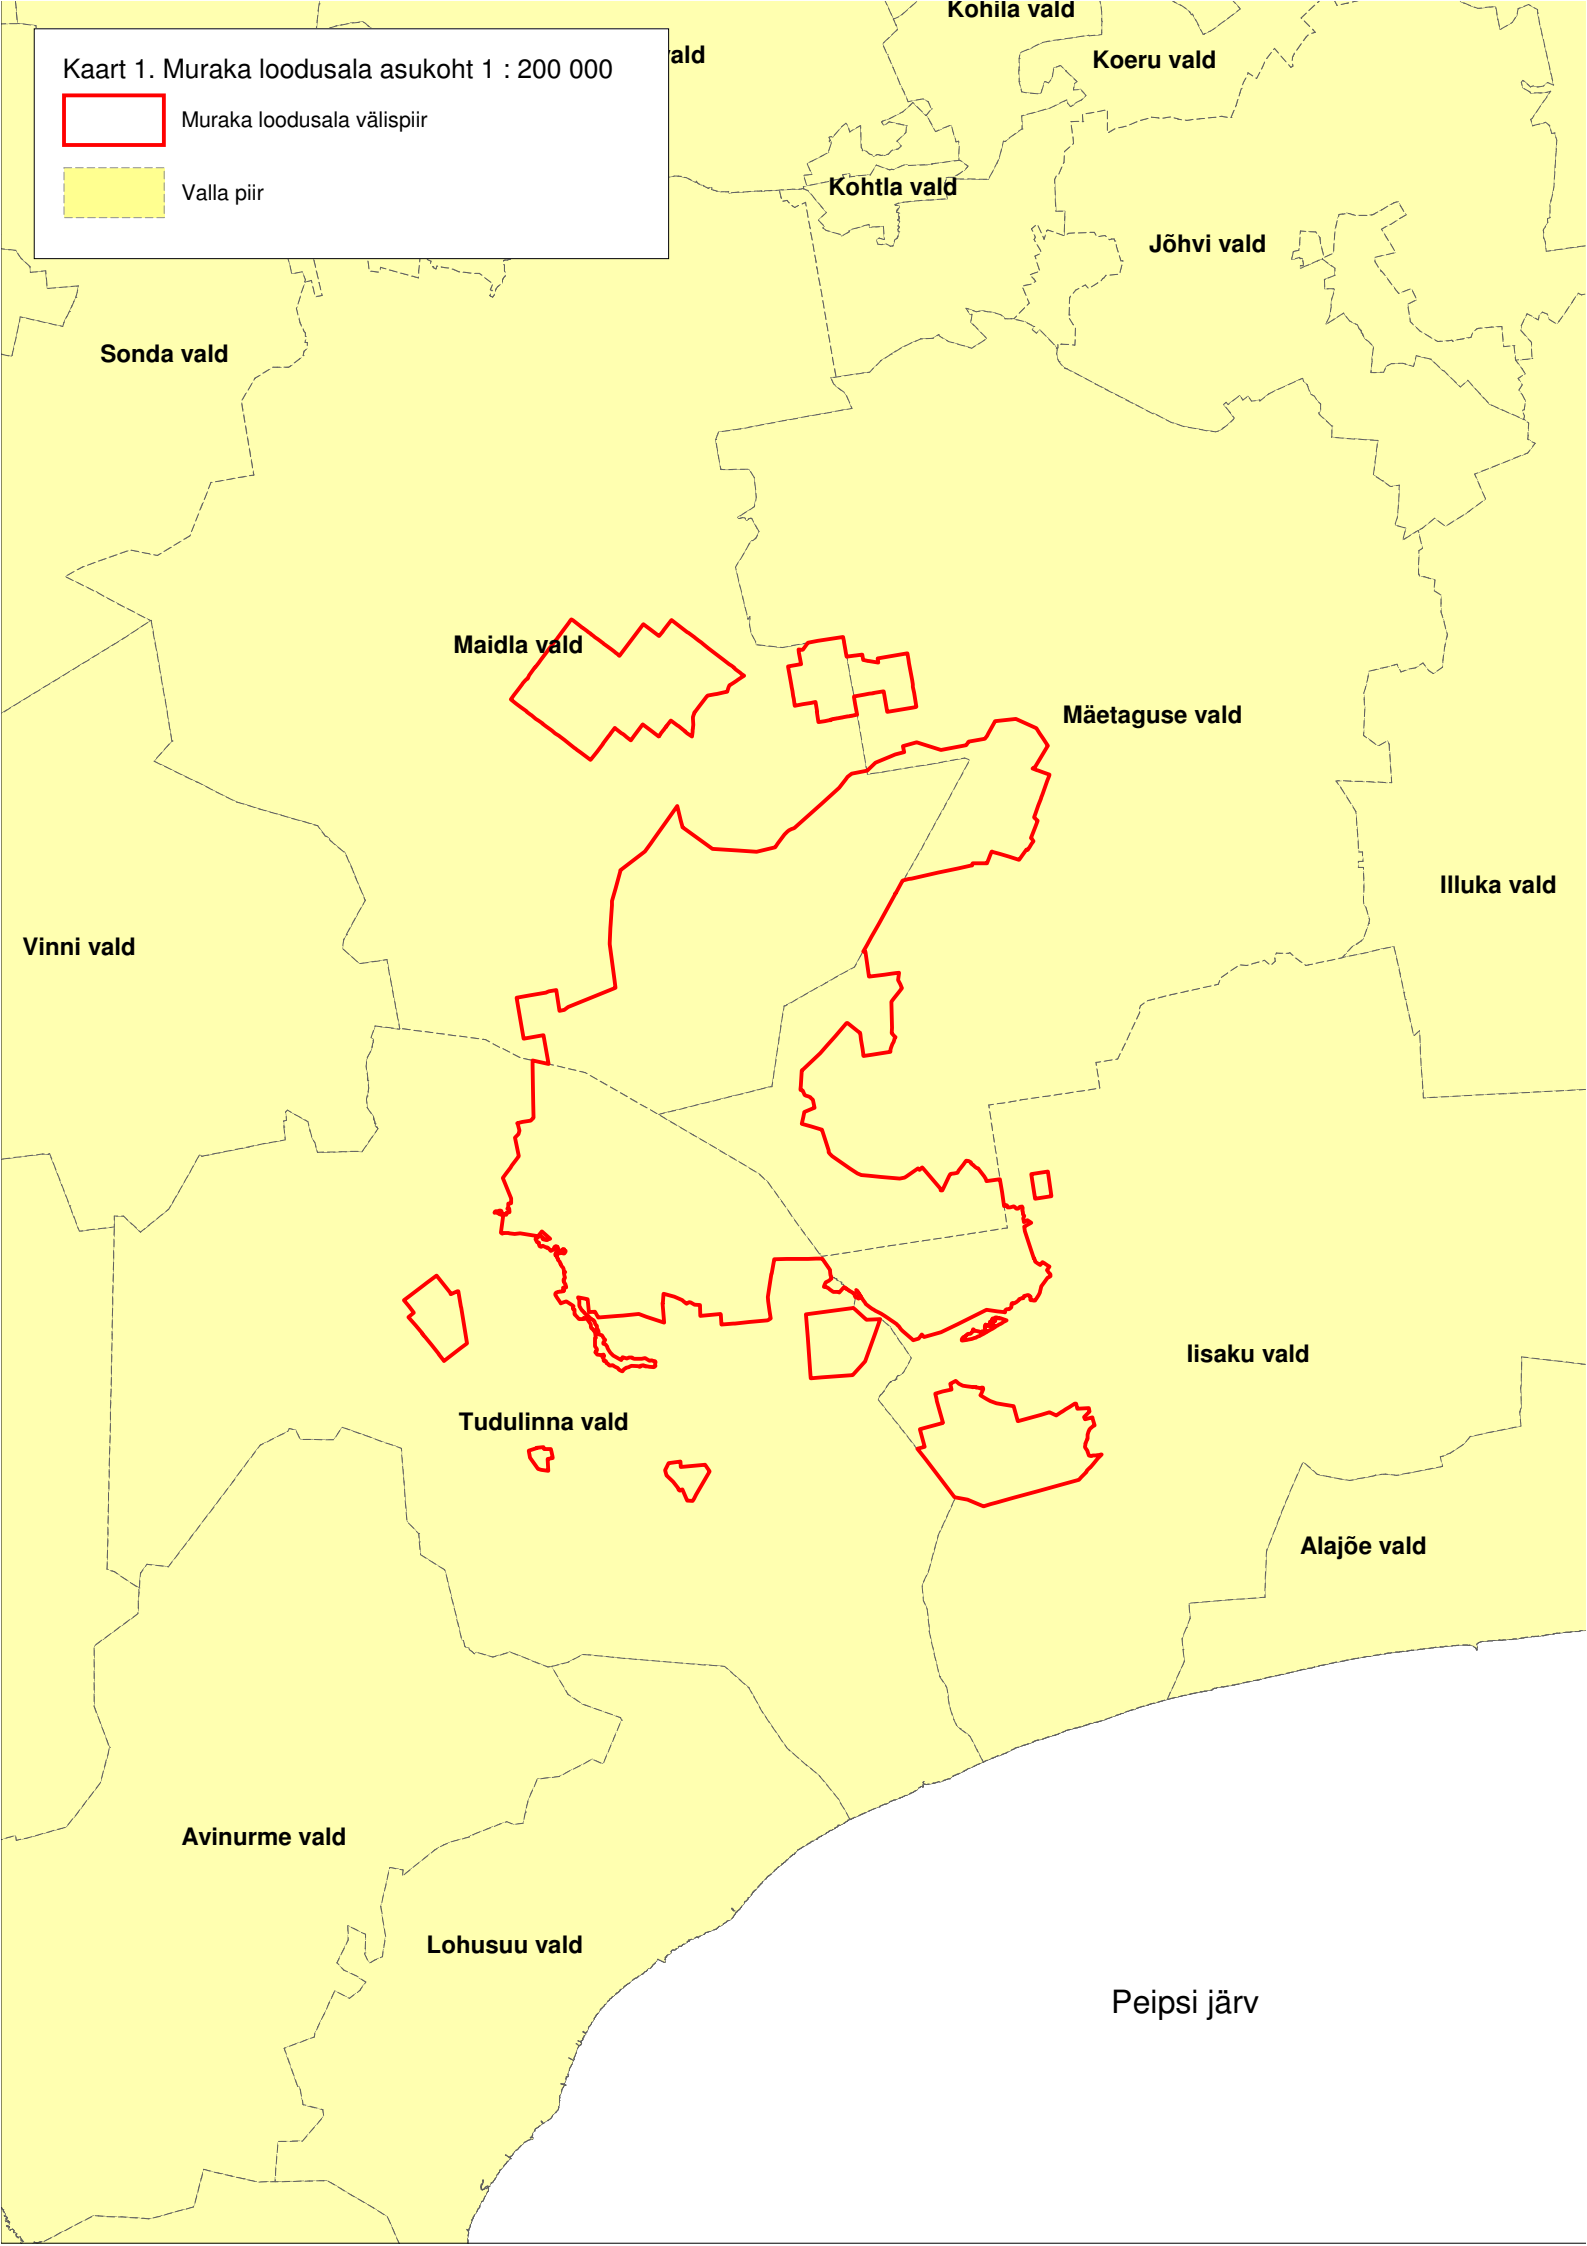 Kohila vald
vald
Koeru vald
Kaart 1. Muraka loodusala asukoht 1 : 200 000
Muraka loodusala välispiir
Valla piir
Kohtla vald
Jõhvi vald
Sonda vald
Maidla vald
Mäetaguse vald
Illuka vald
Vinni vald
Iisaku vald
Tudulinna vald
Alajõe vald
Avinurme vald
Lohusuu vald
Peipsi järv